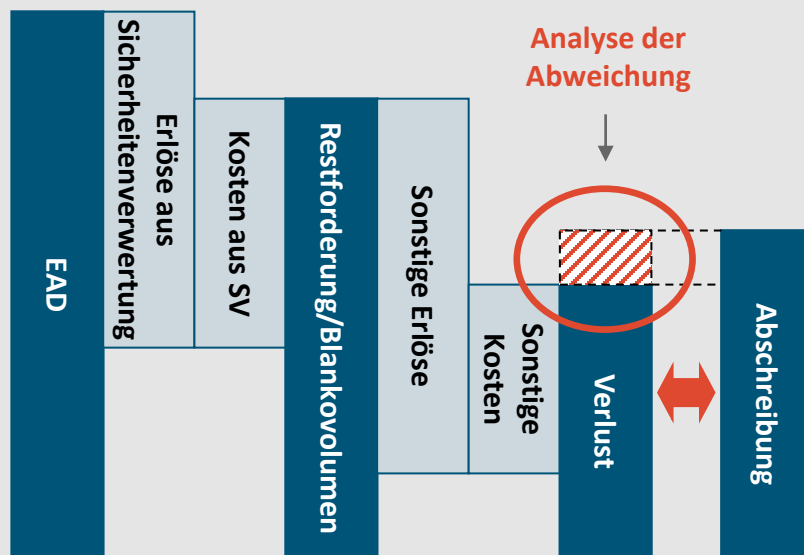 Analyse der
Abweichung
EAD
Erlöse aus
Sicherheitenverwertung
Kosten aus SV
Restforderung/Blankovolumen
Sonstige Erlöse
Sonstige
Kosten
Verlust
Abschreibung